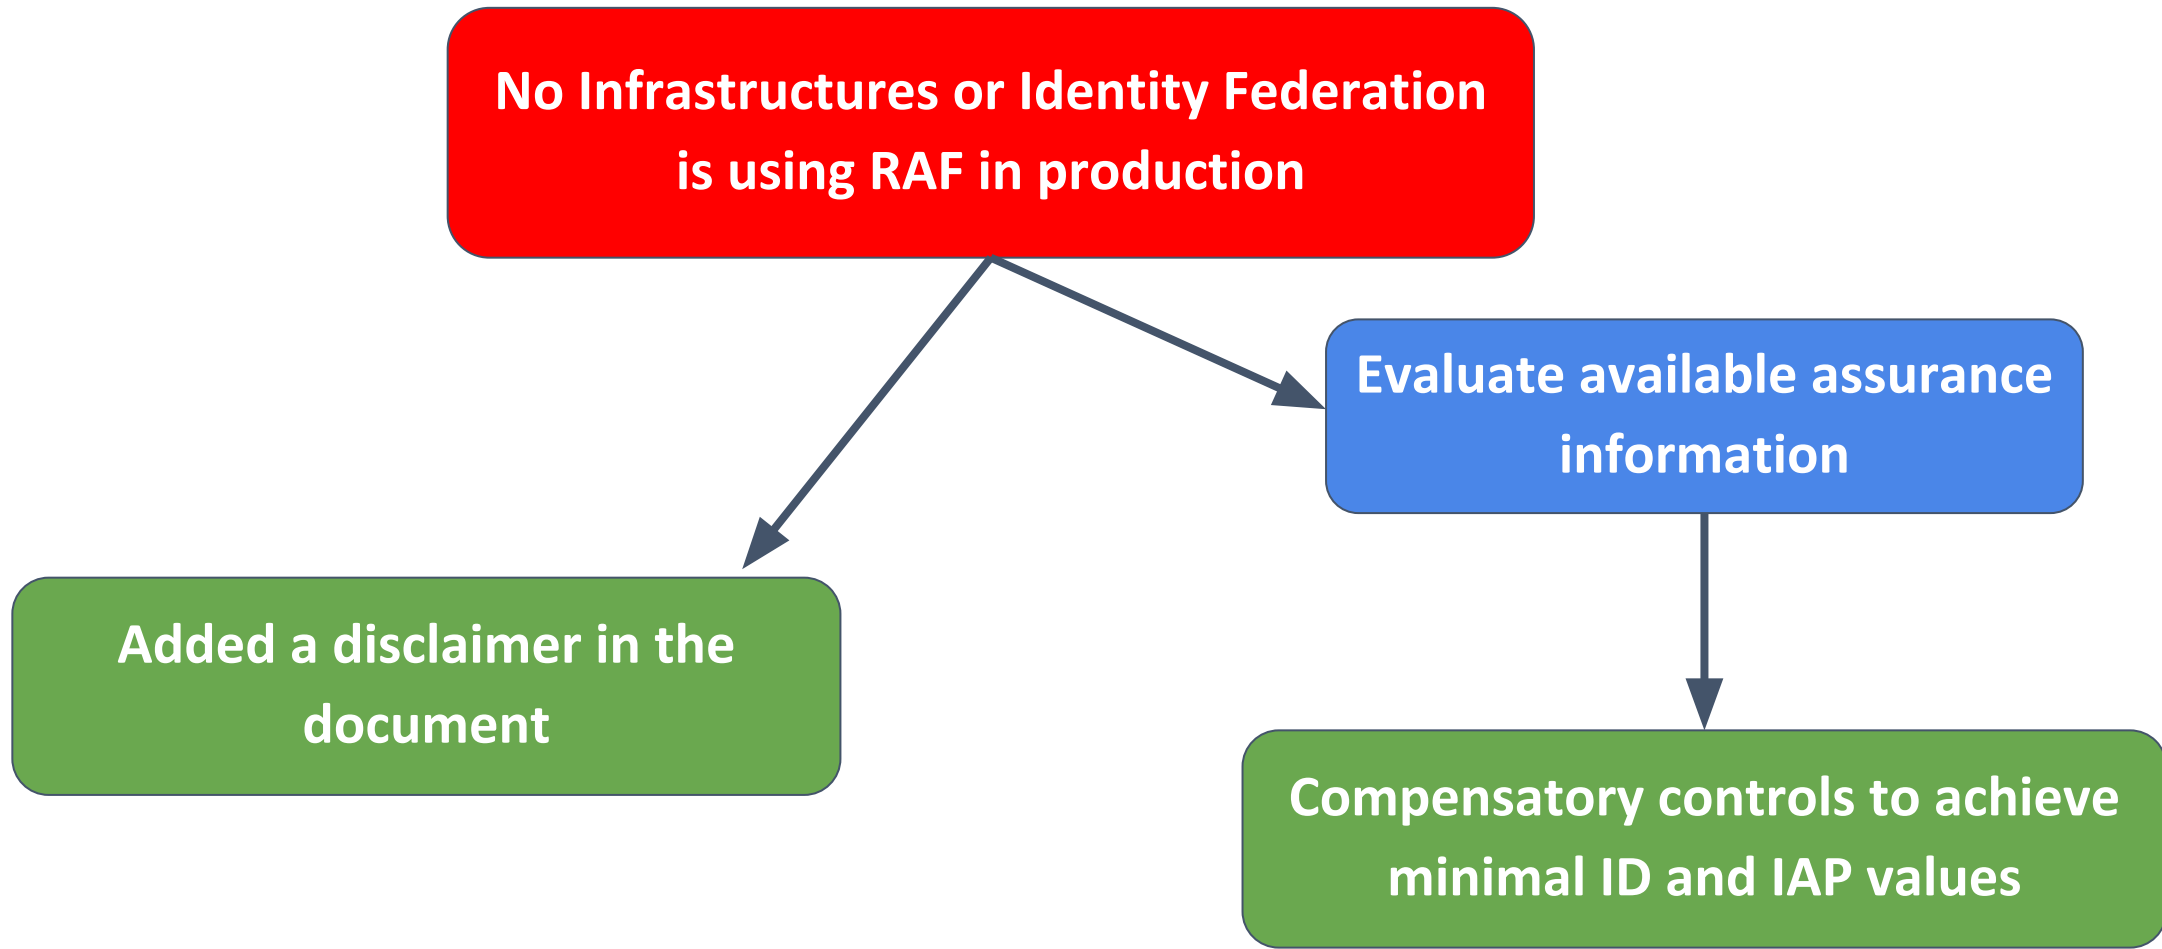 No Infrastructures or Identity Federation
is using RAF in production
Evaluate available assurance
information
Added a disclaimer in the
document
Compensatory controls to achieve
minimal ID and IAP values